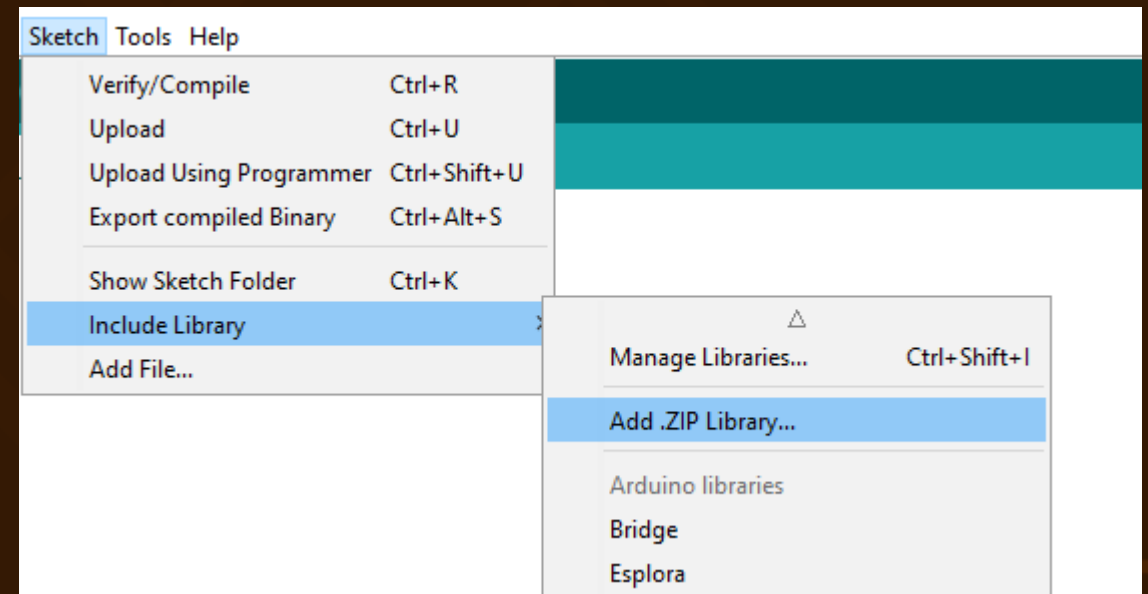 Sketch Tools Help
Verify/Compile Ctrl+R
Upload Ctrl+U
Upload Using Programmer Ctrl+Shift+U
Export compiled Binary Ctrl+Alt+S
Show Sketch Folder Ctrl+K
Include Library
Add File...
Manage Libraries... Ctrl+Shift+I
Add .ZIP Library...
Arduino libraries
Bridge
Esplora